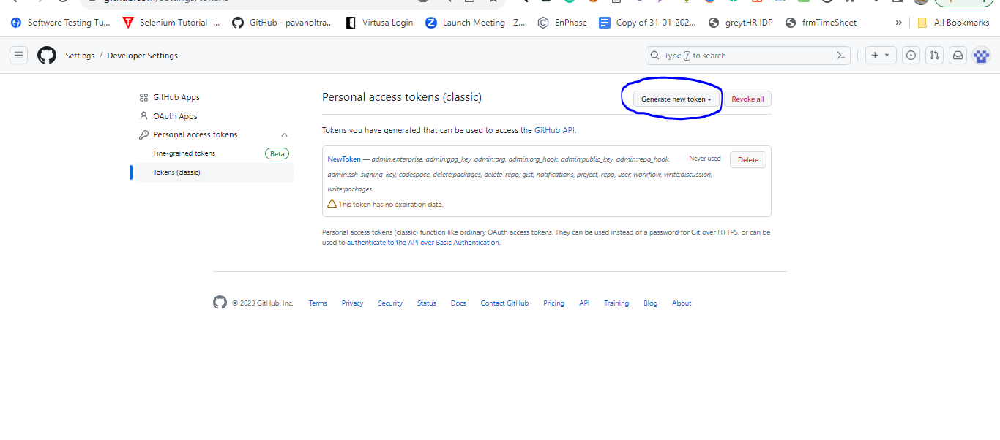 Software Testing Tu...
Selenium Tutorial -...
GitHub - pavanoltra...
Virtusa Login
Launch Meeting - Z...
EnPhase
Copy of 31-01-202...
greytHR IDP
frmTimeSheet
»
All Bookmarks
Settings / Developer Settings
Type / to search
GitHub Apps
OAuth Apps
Personal access tokens
Fine-grained tokens
Beta
Tokens (classic)
Personal access tokens (classic)
Generate new token
Revoke all
Tokens you have generated that can be used to access the GitHub API.
NewToken — admin:enterprise, admin:gpg_key, admin:org, admin:org_hook, admin:public_key, admin:repo_hook,
admin:ssh_signing_key, codespace, delete:packages, delete_repo, gist, notifications, project, repo, user, workflow, write:discussion,
write:packages
Never used
Delete
This token has no expiration date.
Personal access tokens (classic) function like ordinary OAuth access tokens. They can be used instead of a password for Git over HTTPS, or can be
used to authenticate to the API over Basic Authentication.
© 2023 GitHub, Inc.
Terms
Privacy
Security
Status
Docs
Contact GitHub
Pricing
API
Training
Blog
About